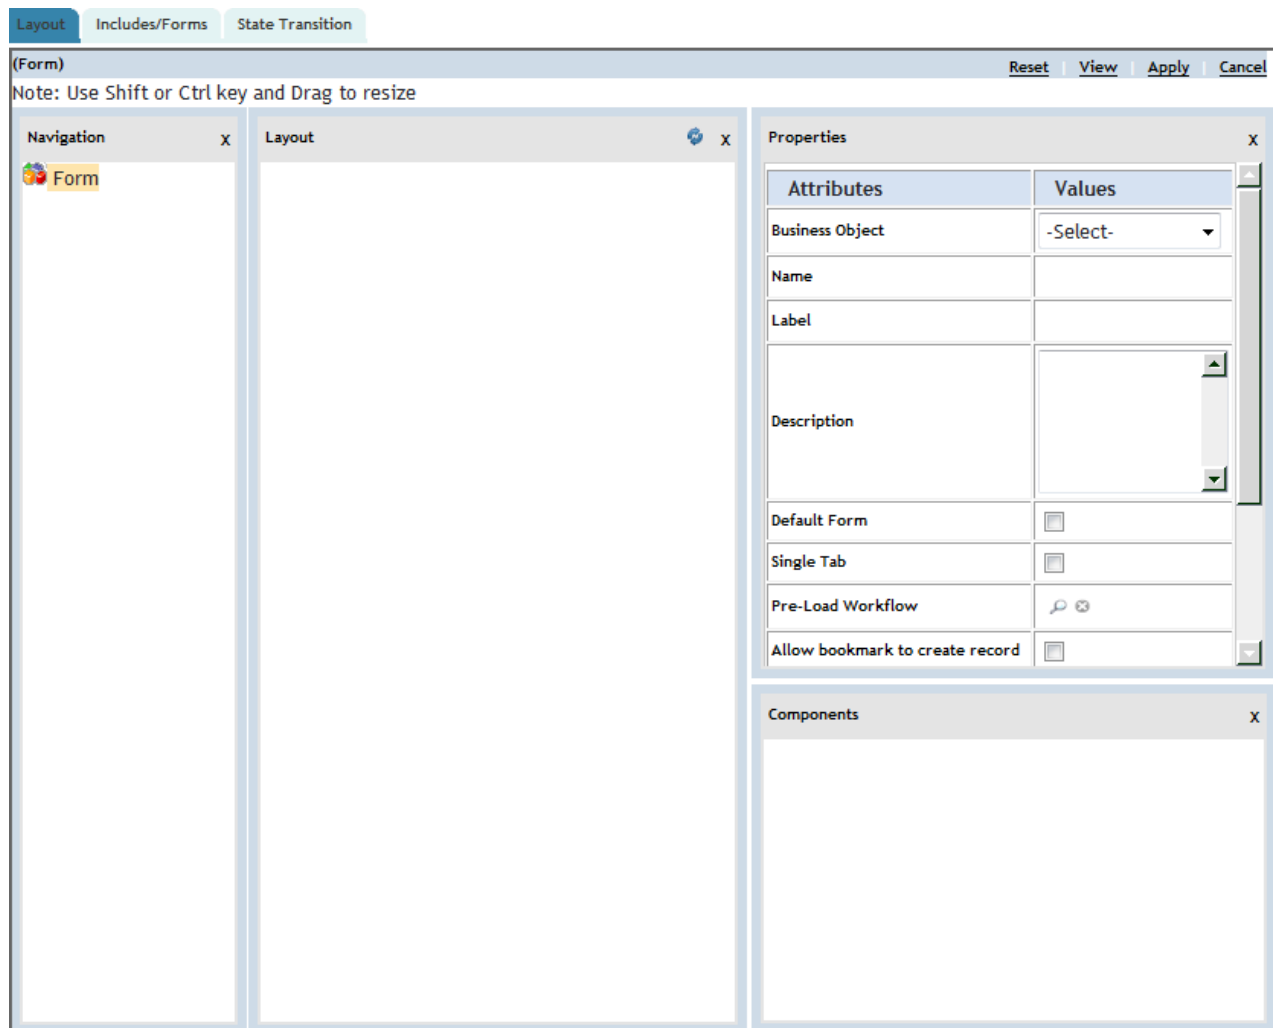 Layout Includes/Forms State Transition
(Form) Reset View Apply Cancel
Note: Use Shift or Ctrl key and Drag to resize
Navigation x
Form
Layout x
Properties x
Attributes Values
Business Object -Select-
Name
Label
Description
Default Form
Single Tab
Pre-Load Workflow
Allow bookmark to create record
Components x